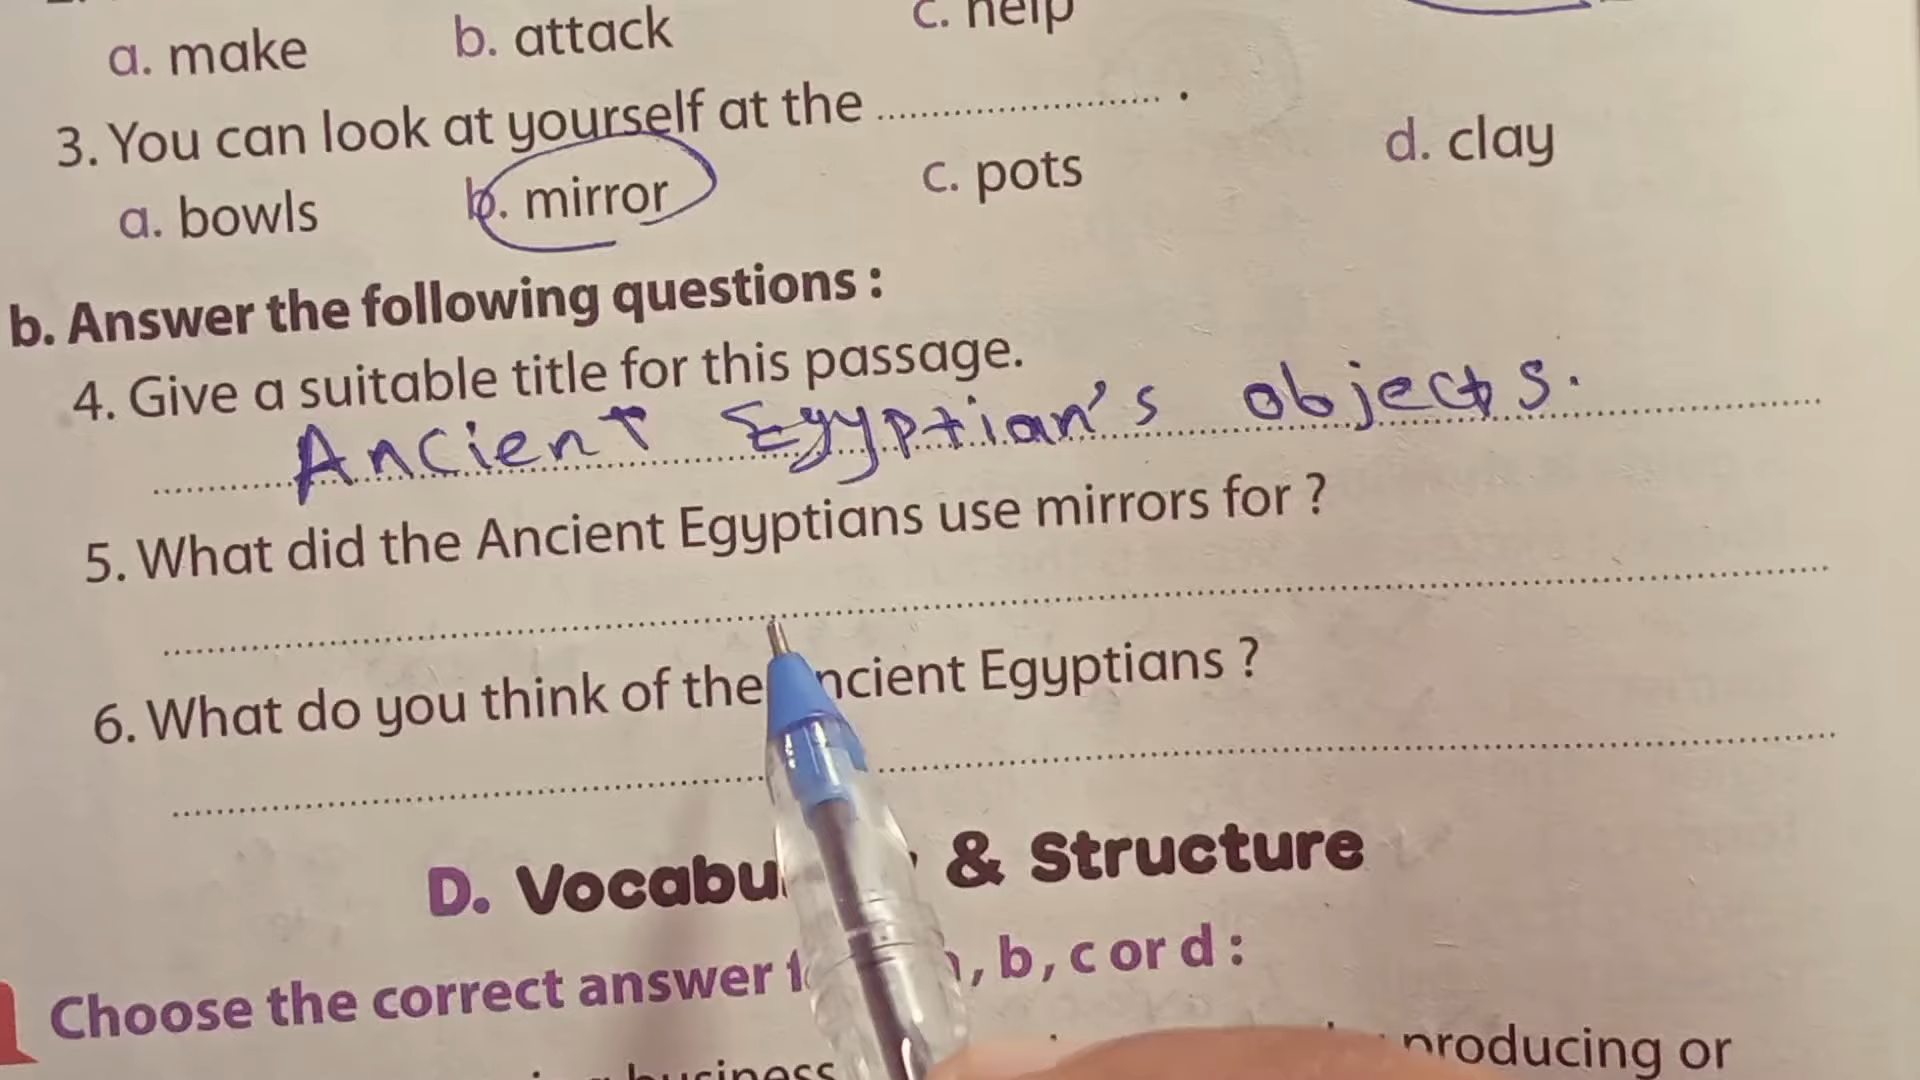 a. make b. attack c. help
3. You can look at yourself at the .............................. .
a. bowls b. mirror c. pots d. clay
b. Answer the following questions :
4. Give a suitable title for this passage.
Ancient Egyptian's objects.
5. What did the Ancient Egyptians use mirrors for ?
6. What do you think of the ncient Egyptians ?
D. Vocabu & Structure
Choose the correct answer , b , c or d :
business producing or